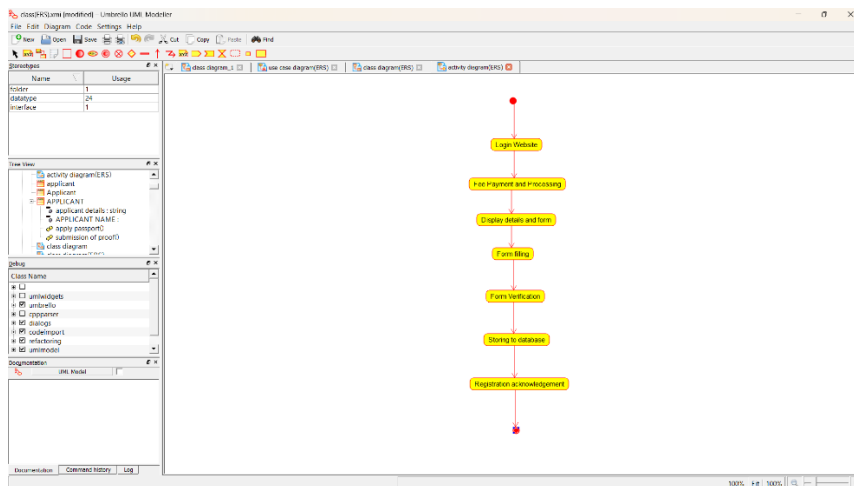 class(ERS).xmi [modified] Umbrello UML Modeller
File Edit Diagram Code Settings Help
New Open Save Cut Copy Paste Find
Stereotypes
class diagram_1 use case diagram(ERS) class diagram(ERS) activity diagram(ERS)
Name Usage
folder 1
datatype 24
interface 1
Tree View
activity diagram(ERS)
applicant
Applicant
APPLICANT
applicant details : string
APPLICANT NAME :
apply passport()
submission of proof()
class diagram
Debug
Class Name
umlwidgets
umbrello
cppparser
dialogs
codeimport
refactoring
umlmodel
Documentation
UML Model
Documentation Command history Log
Login Website
Fee Payment and Processing
Display details and form
Form filling
Form Verification
Storing to database
Registration acknowledgement
100% Fit 100%